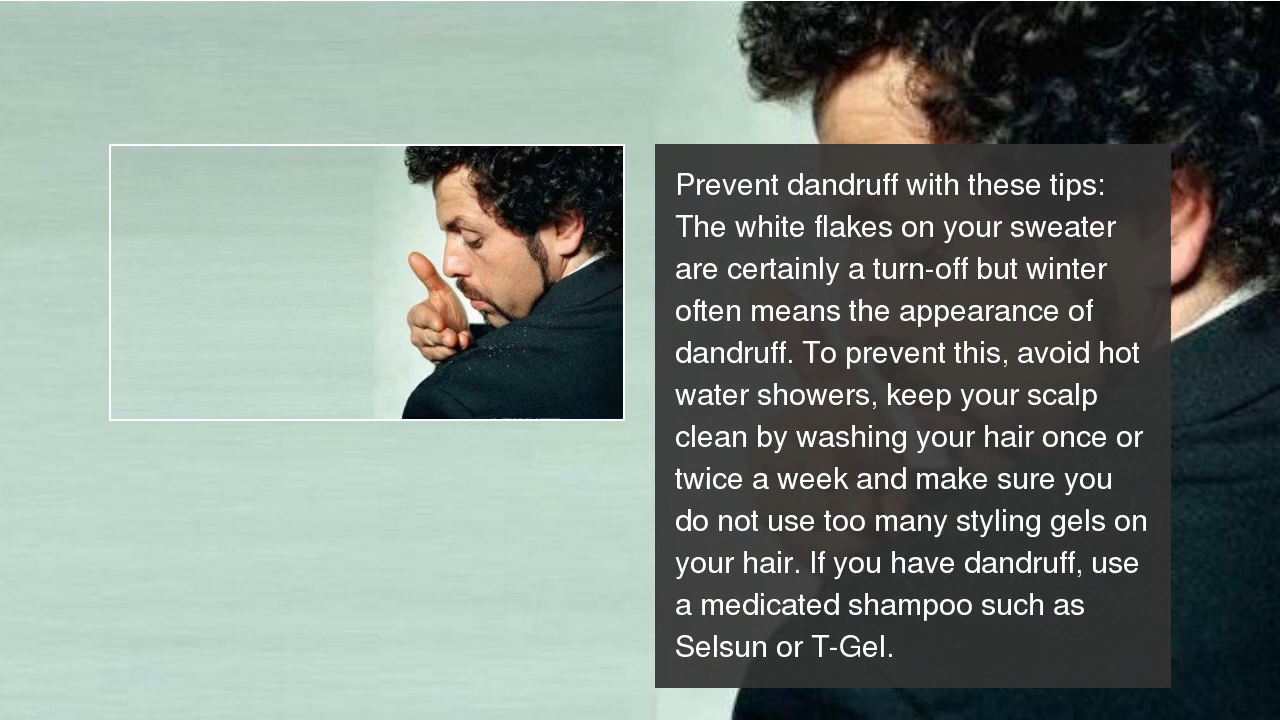 Prevent dandruff with these tips:
The white flakes on your sweater
are certainly a turn-off but winter
often means the appearance of
dandruff. To prevent this, avoid hot
water showers, keep your scalp
clean by washing your hair once or
twice a week and make sure you
do not use too many styling gels on
your hair. If you have dandruff, use
a medicated shampoo such as
Selsun or T-Gel.